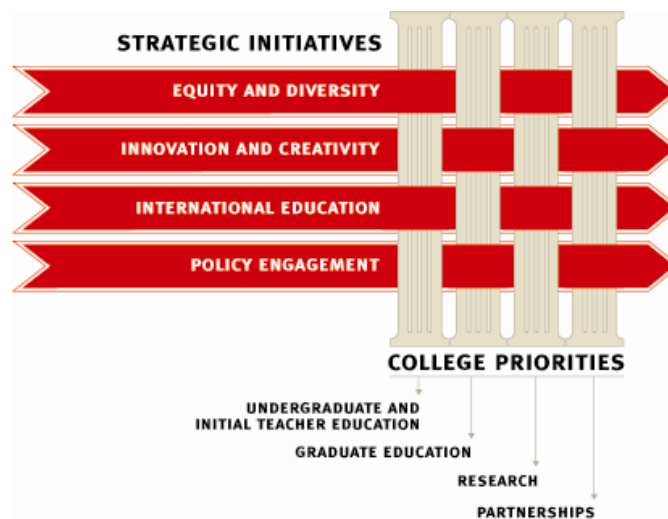 STRATEGIC INITIATIVES
EQUITY AND DIVERSITY
INNOVATION AND CREATIVITY
INTERNATIONAL EDUCATION
POLICY ENGAGEMENT
COLLEGE PRIORITIES
UNDERGRADUATE AND
INITIAL TEACHER EDUCATION
GRADUATE EDUCATION
RESEARCH
PARTNERSHIPS